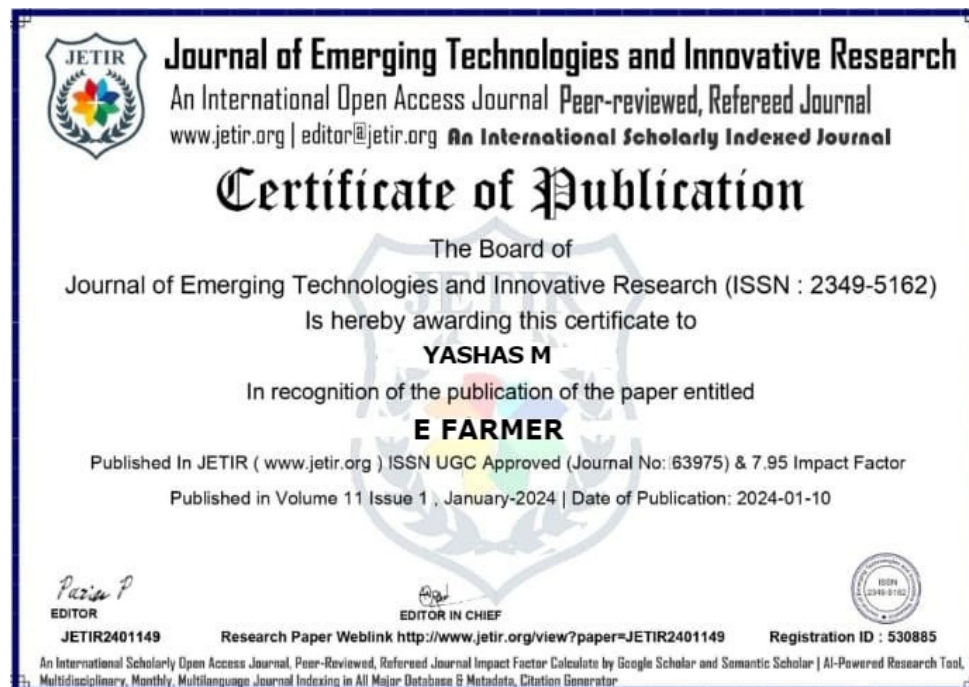 JETIR
Journal of Emerging Technologies and Innovative Research
An International Open Access Journal Peer-reviewed, Refereed Journal
www.jetir.org | editor@jetir.org An International Scholarly Indexed Journal
Certificate of Publication
The Board of
Journal of Emerging Technologies and Innovative Research (ISSN : 2349-5162)
Is hereby awarding this certificate to
YASHAS M
In recognition of the publication of the paper entitled
E FARMER
Published In JETIR ( www.jetir.org ) ISSN UGC Approved (Journal No: 63975) & 7.95 Impact Factor
Published in Volume 11 Issue 1 , January-2024 | Date of Publication: 2024-01-10
EDITOR
EDITOR IN CHIEF
ISSN
2349-5162
JETIR2401149 Research Paper Weblink http://www.jetir.org/view?paper=JETIR2401149 Registration ID : 530885
An International Scholarly Open Access Journal, Peer-Reviewed, Refereed Journal Impact Factor Calculate by Google Scholar and Semantic Scholar | AI-Powered Research Tool,
Multidisciplinary, Monthly, Multilanguage Journal Indexing in All Major Database & Metadata, Citation Generator